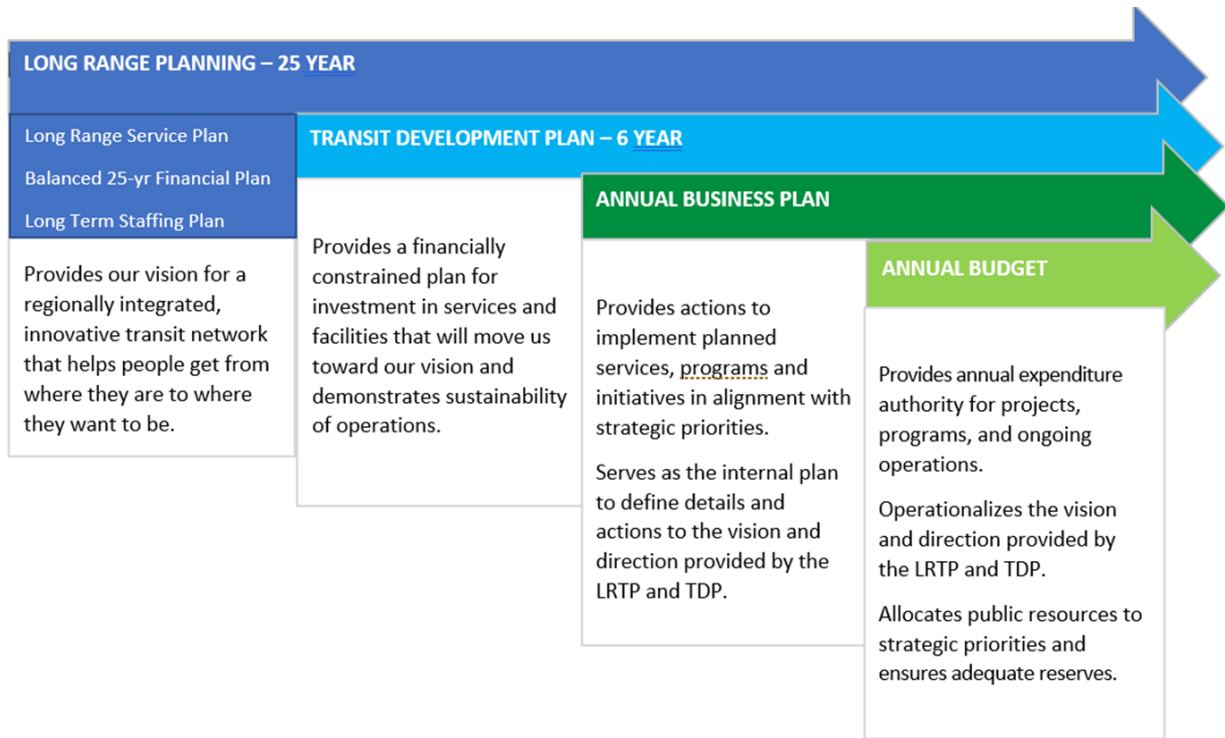 LONG RANGE PLANNING – 25 YEAR
Long Range Service Plan
Balanced 25-yr Financial Plan
Long Term Staffing Plan
Provides our vision for a
regionally integrated,
innovative transit network
that helps people get from
where they are to where
they want to be.
TRANSIT DEVELOPMENT PLAN – 6 YEAR
Provides a financially
constrained plan for
investment in services and
facilities that will move us
toward our vision and
demonstrates sustainability
of operations.
ANNUAL BUSINESS PLAN
Provides actions to
implement planned
services, programs and
initiatives in alignment with
strategic priorities.
Serves as the internal plan
to define details and
actions to the vision and
direction provided by the
LRTP and TDP.
ANNUAL BUDGET
Provides annual expenditure
authority for projects,
programs, and ongoing
operations.
Operationalizes the vision
and direction provided by
the LRTP and TDP.
Allocates public resources to
strategic priorities and
ensures adequate reserves.